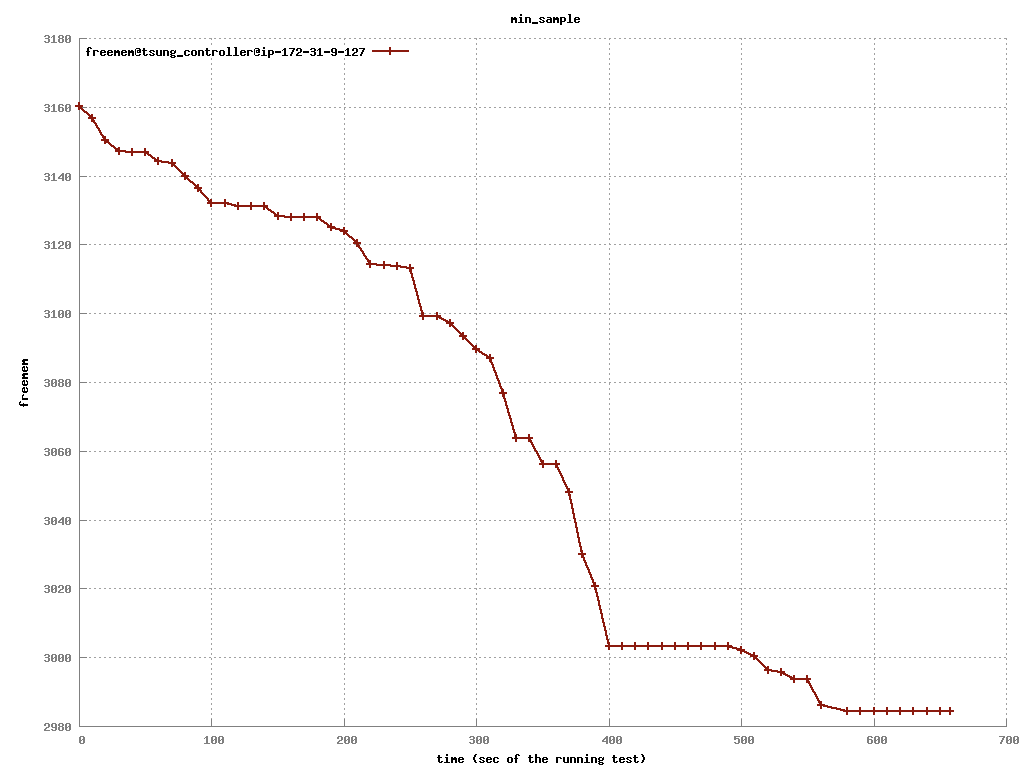 min_sample
freemem@tsung_controller@ip-172-31-9-127
3180
3160
3140
3120
3100
3080
3060
3040
3020
3000
2980
freemem
0 100 200 300 400 500 600 700
time (sec of the running test)